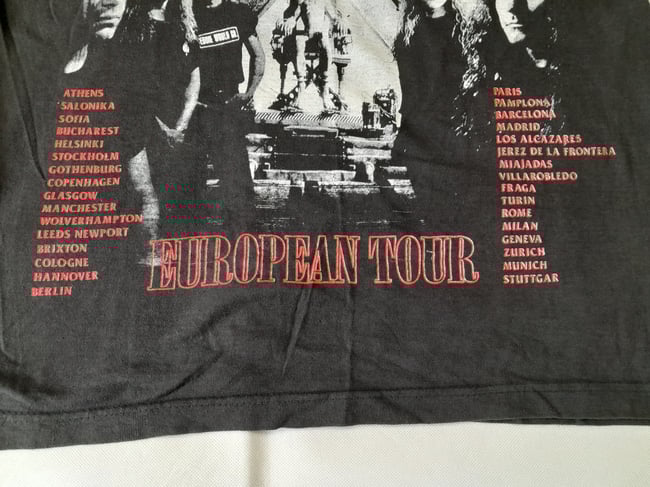 ATHENS
SALONIKA
SOFIA
BUCHAREST
HELSINKI
STOCKHOLM
GOTHENBURG
COPENHAGEN
GLASGOW
MANCHESTER
WOLVERHAMPTON
LEEDS NEWPORT
BRIXTON
COLOGNE
HANNOVER
BERLIN
EUROPEAN TOUR
PARIS
PAMPLONA
BARCELONA
MADRID
LOS ALCAZARES
JEREZ DE LA FRONTERA
MIAJADAS
VILLAROBLEDO
FRAGA
TURIN
ROME
MILAN
GENEVA
ZURICH
MUNICH
STUTTGAR